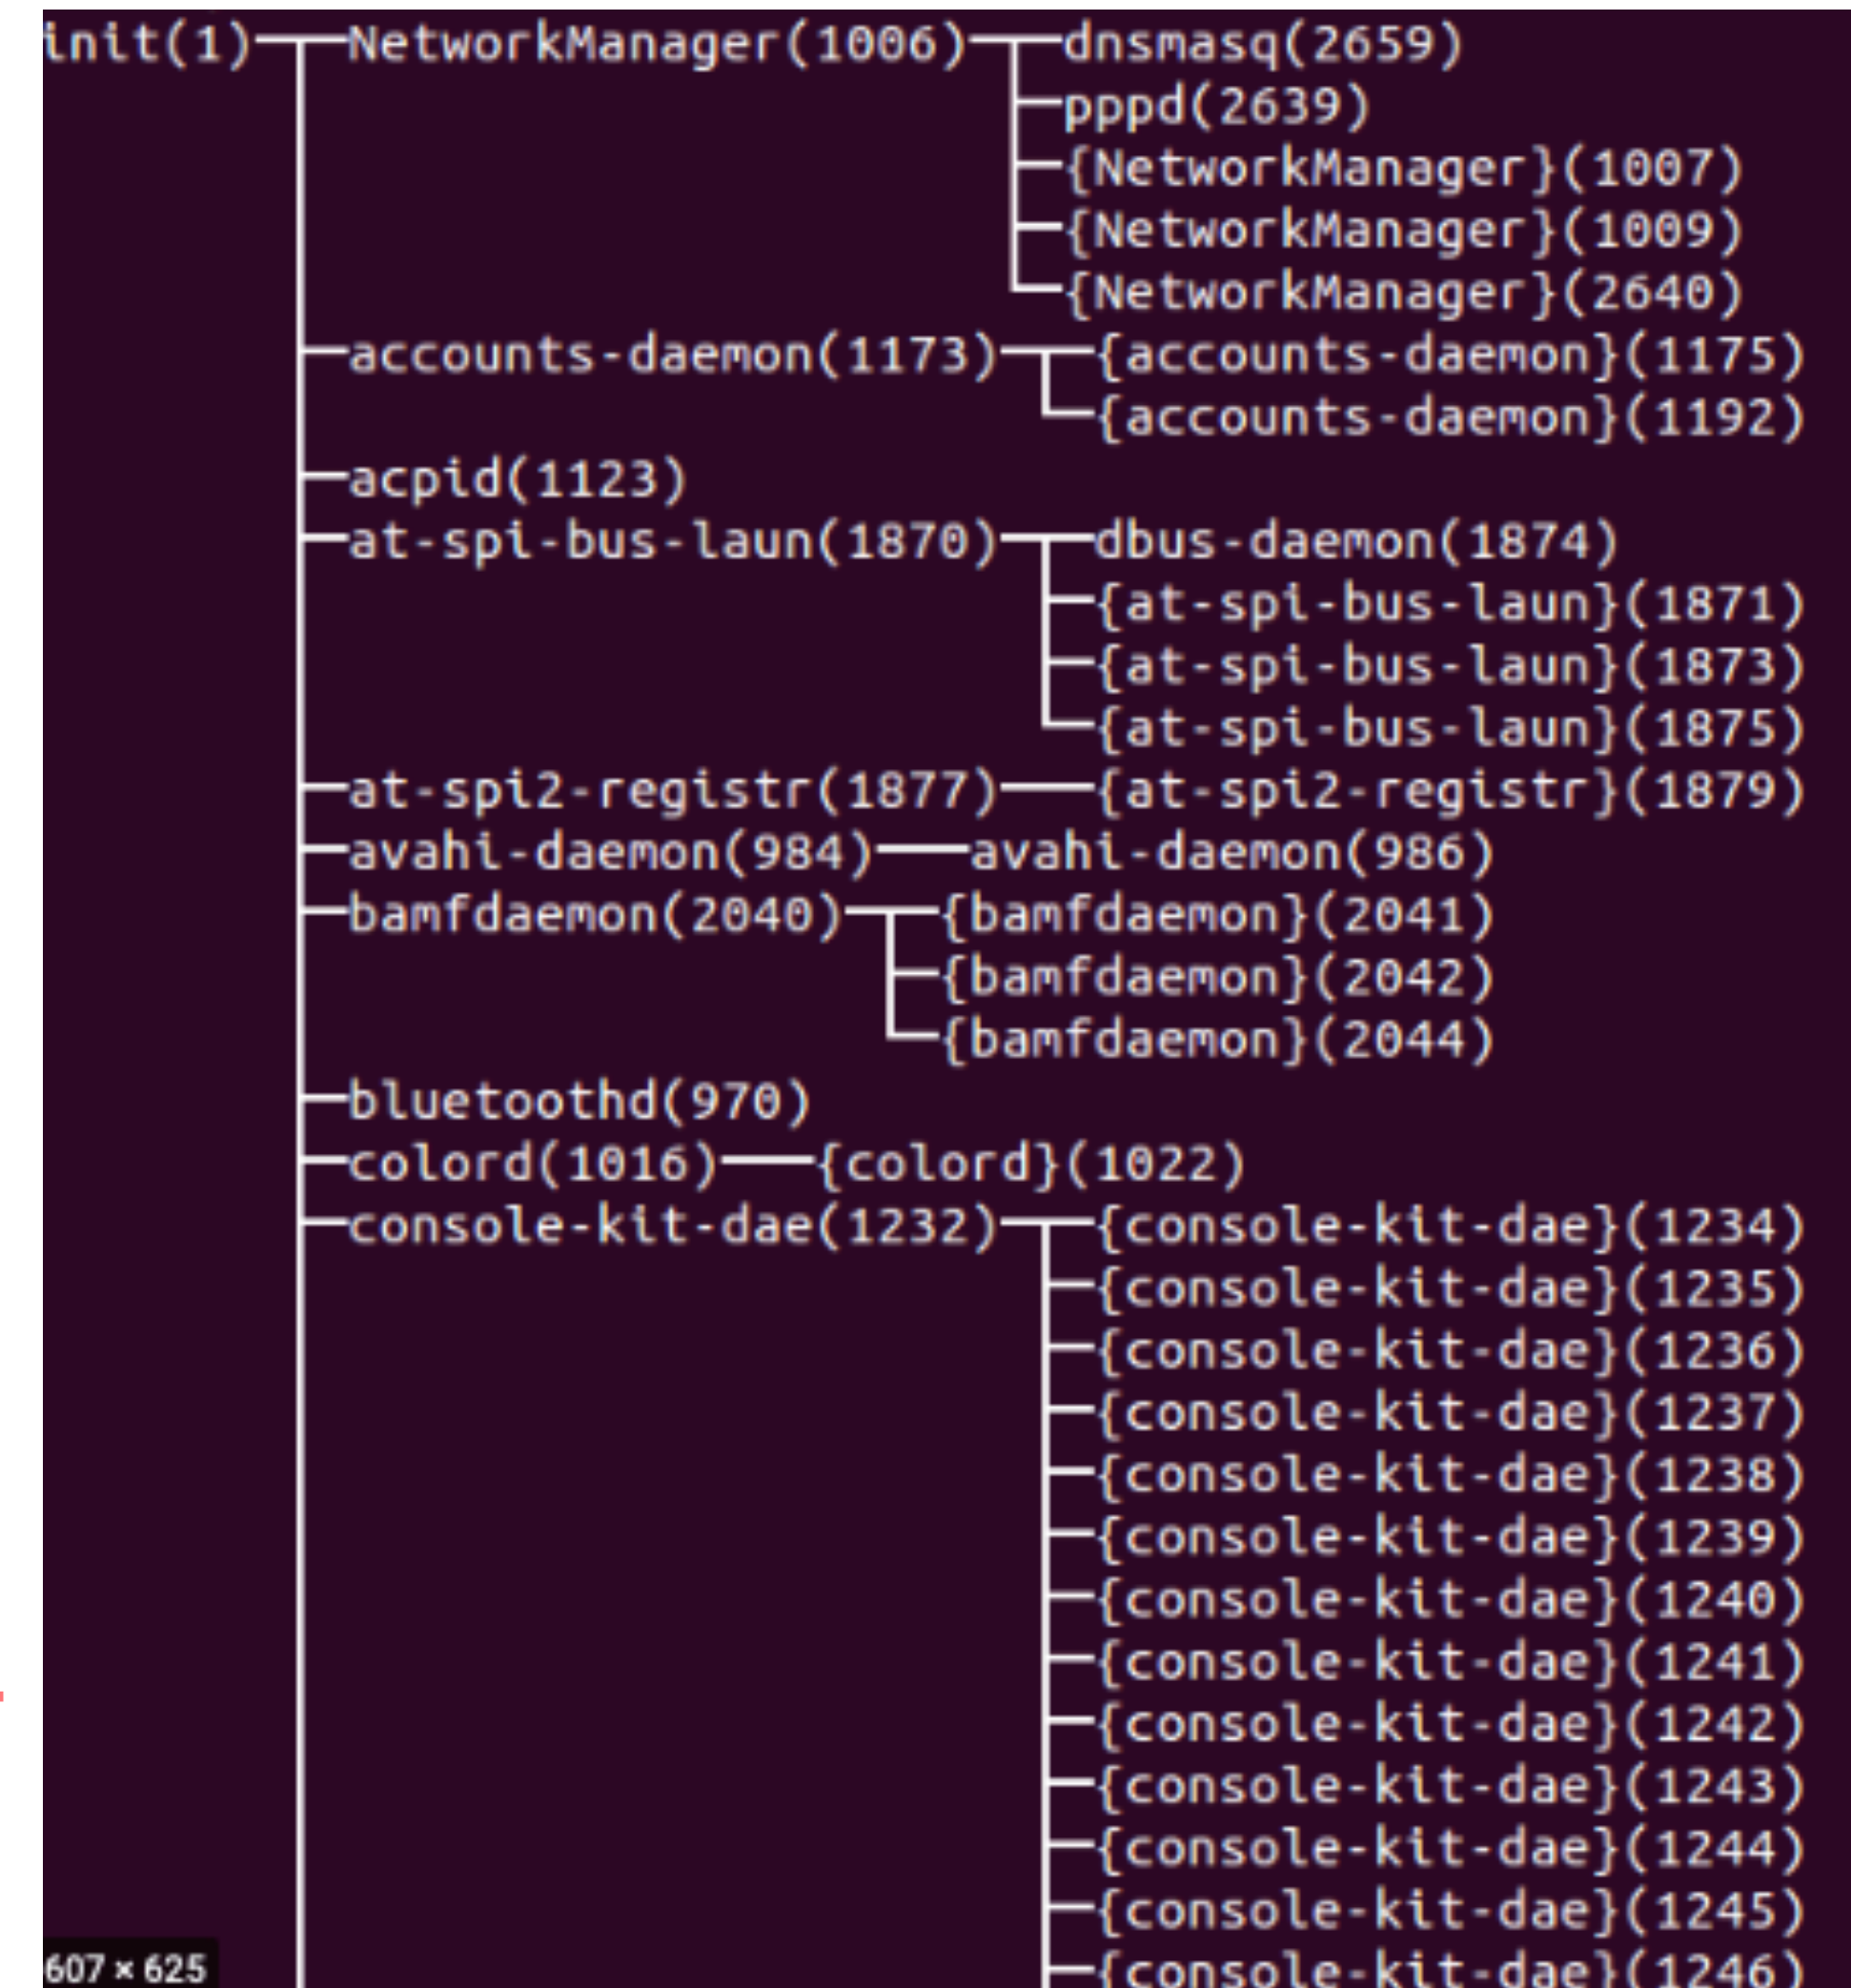 init(1)─┬─NetworkManager(1006)─┬─dnsmasq(2659)
├─pppd(2639)
├─{NetworkManager}(1007)
├─{NetworkManager}(1009)
└─{NetworkManager}(2640)
├─accounts-daemon(1173)─┬─{accounts-daemon}(1175)
└─{accounts-daemon}(1192)
├─acpid(1123)
├─at-spi-bus-laun(1870)─┬─dbus-daemon(1874)
├─{at-spi-bus-laun}(1871)
├─{at-spi-bus-laun}(1873)
└─{at-spi-bus-laun}(1875)
├─at-spi2-registr(1877)───{at-spi2-registr}(1879)
├─avahi-daemon(984)───avahi-daemon(986)
├─bamfdaemon(2040)─┬─{bamfdaemon}(2041)
├─{bamfdaemon}(2042)
└─{bamfdaemon}(2044)
├─bluetoothd(970)
├─colord(1016)───{colord}(1022)
├─console-kit-dae(1232)─┬─{console-kit-dae}(1234)
├─{console-kit-dae}(1235)
├─{console-kit-dae}(1236)
├─{console-kit-dae}(1237)
├─{console-kit-dae}(1238)
├─{console-kit-dae}(1239)
├─{console-kit-dae}(1240)
├─{console-kit-dae}(1241)
├─{console-kit-dae}(1242)
├─{console-kit-dae}(1243)
├─{console-kit-dae}(1244)
├─{console-kit-dae}(1245)
├─{console-kit-dae}(1246)
607 × 625